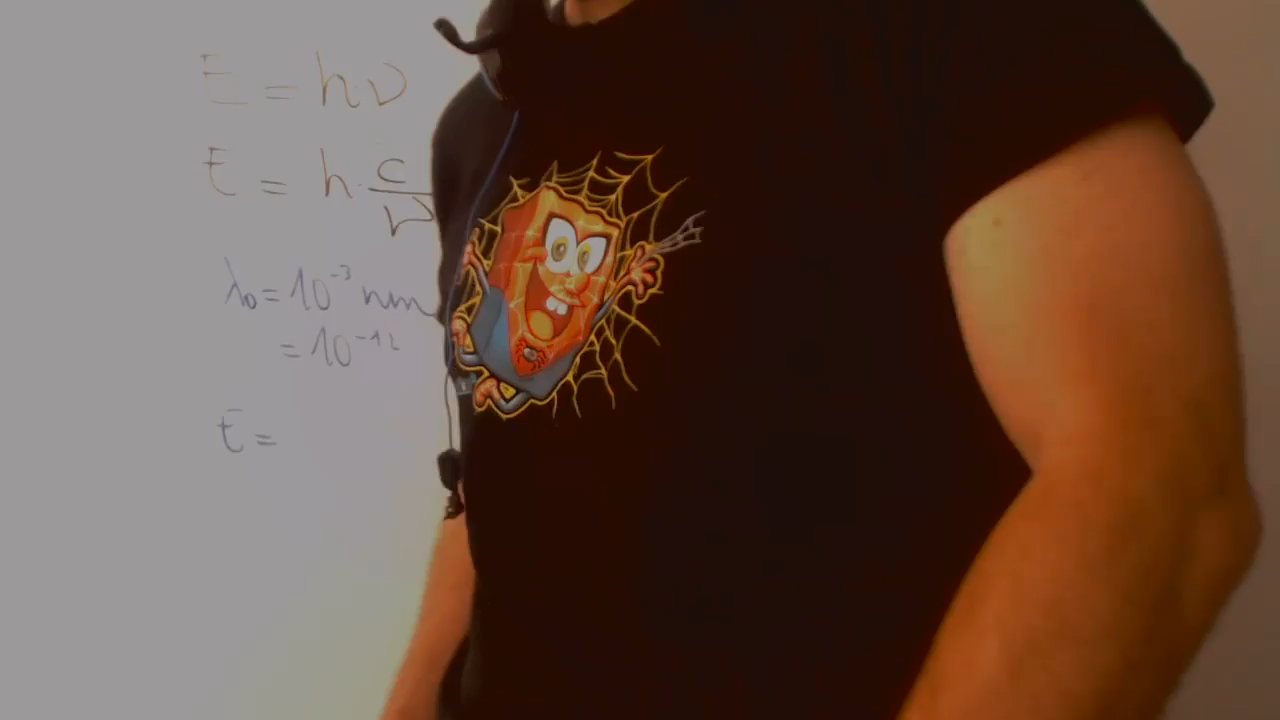 E = hν
E = h · c/ν
λ₀ = 10⁻³ nm
= 10⁻¹²
E =